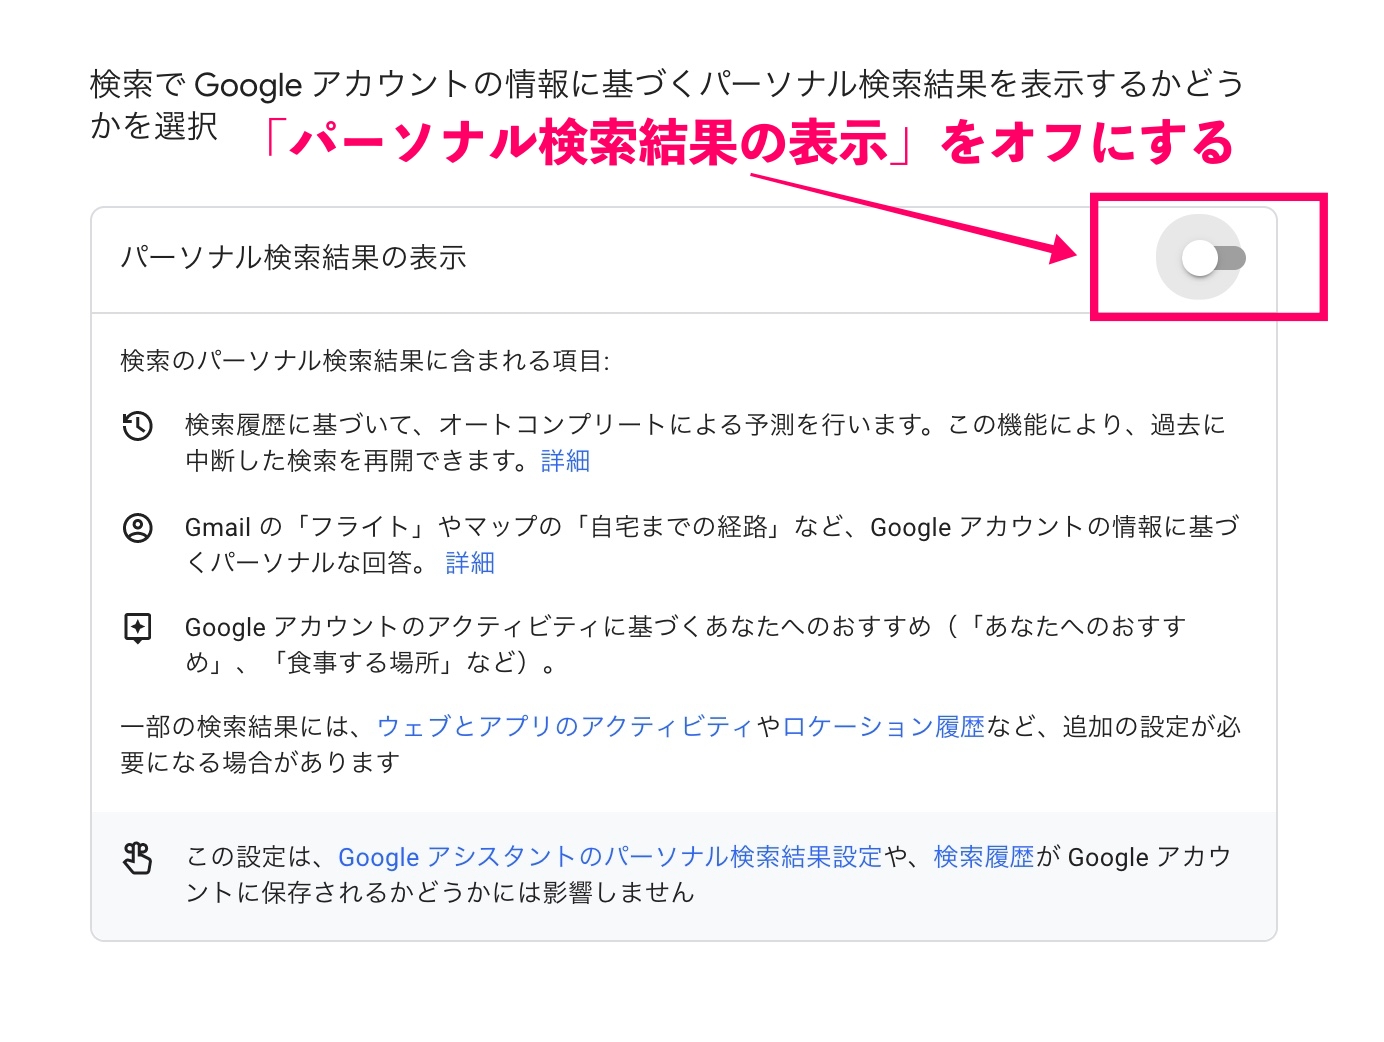 検索で Google アカウントの情報に基づくパーソナル検索結果を表示するかどう
かを選択
「パーソナル検索結果の表示」をオフにする
パーソナル検索結果の表示
検索のパーソナル検索結果に含まれる項目:
検索履歴に基づいて、オートコンプリートによる予測を行います。この機能により、過去に
中断した検索を再開できます。詳細
Gmail の「フライト」やマップの「自宅までの経路」など、Google アカウントの情報に基づ
くパーソナルな回答。 詳細
Google アカウントのアクティビティに基づくあなたへのおすすめ（「あなたへのおすす
め」、「食事する場所」など）。
一部の検索結果には、ウェブとアプリのアクティビティやロケーション履歴など、追加の設定が必
要になる場合があります
この設定は、Google アシスタントのパーソナル検索結果設定や、検索履歴が Google アカウ
ントに保存されるかどうかには影響しません